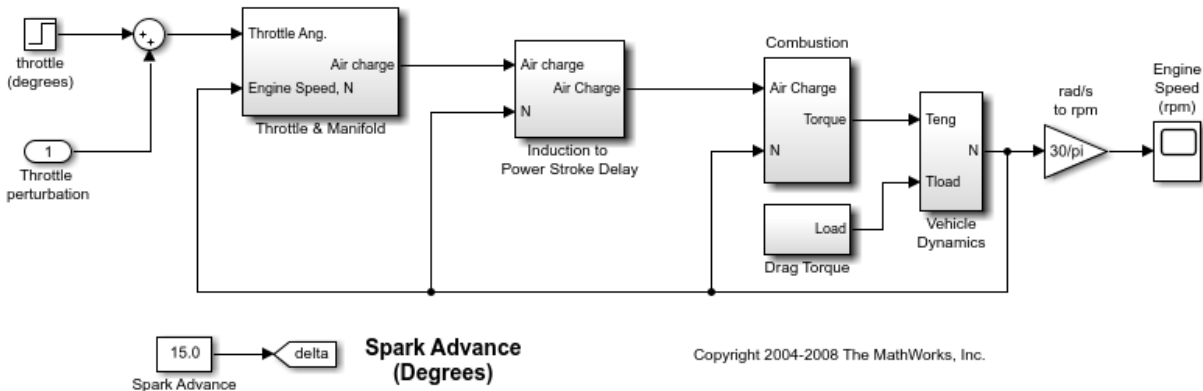 throttle
(degrees)
+
+
1
Throttle
perturbation
Throttle Ang.
Air charge
Engine Speed, N
Throttle & Manifold
Air charge
Air Charge
N
Induction to
Power Stroke Delay
Combustion
Air Charge
Torque
N
Load
Drag Torque
Teng
N
Tload
Vehicle
Dynamics
rad/s
to rpm
30/pi
Engine
Speed
(rpm)
15.0
Spark Advance
delta
Spark Advance
(Degrees)
Copyright 2004-2008 The MathWorks, Inc.